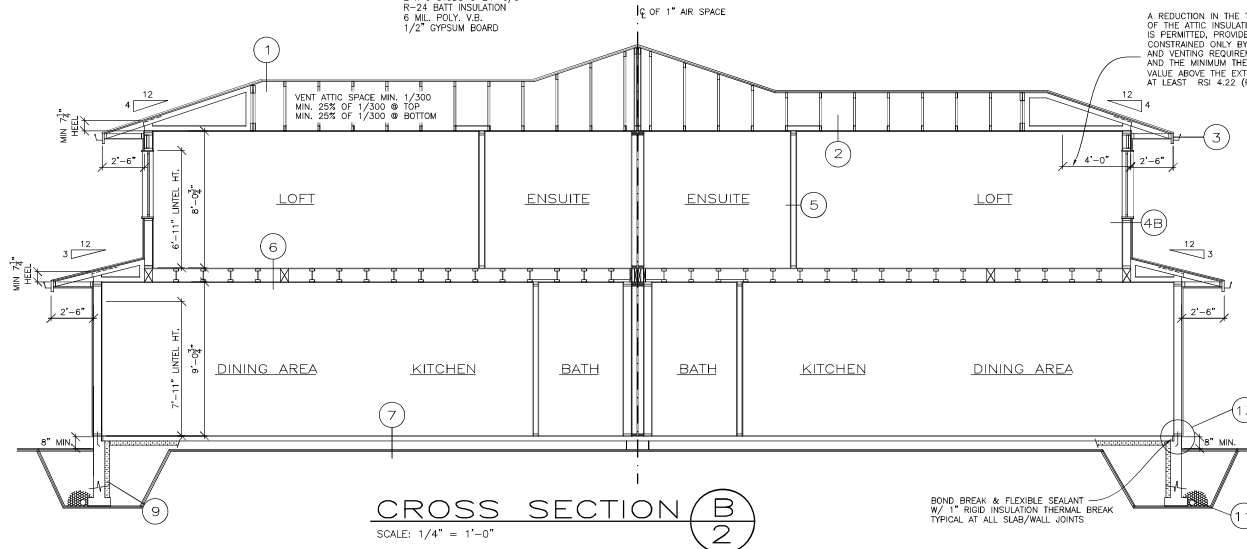 R-24 BATT INSULATION
6 MIL. POLY. V.B.
1/2" GYPSUM BOARD
℄ OF 1" AIR SPACE
A REDUCTION IN THE
OF THE ATTIC
IS PERMITTED,
CONSTRAINED ONLY BY
AND VENTING
AND THE MINIMUM
VALUE ABOVE THE
AT LEAST RSI 4.22
1
12
4
VENT ATTIC SPACE MIN. 1/300
MIN. 25% OF 1/300 @ TOP
MIN. 25% OF 1/300 @ BOTTOM
12
4
MIN 7¼"
HEEL
2
3
2'-6"
4'-0"
2'-6"
6'-11" LINTEL HT.
8'-0¾"
LOFT
ENSUITE
ENSUITE
5
LOFT
4B
12
3
6
12
3
MIN 7¼"
HEEL
2'-6"
2'-6"
7'-11" LINTEL HT.
9'-0¾"
DINING AREA
KITCHEN
BATH
BATH
KITCHEN
DINING AREA
7
8" MIN.
8" MIN.
9
CROSS SECTION
B
2
SCALE: 1/4" = 1'-0"
BOND BREAK & FLEXIBLE SEALANT
W/ 1" RIGID INSULATION THERMAL BREAK
TYPICAL AT ALL SLAB/WALL JOINTS